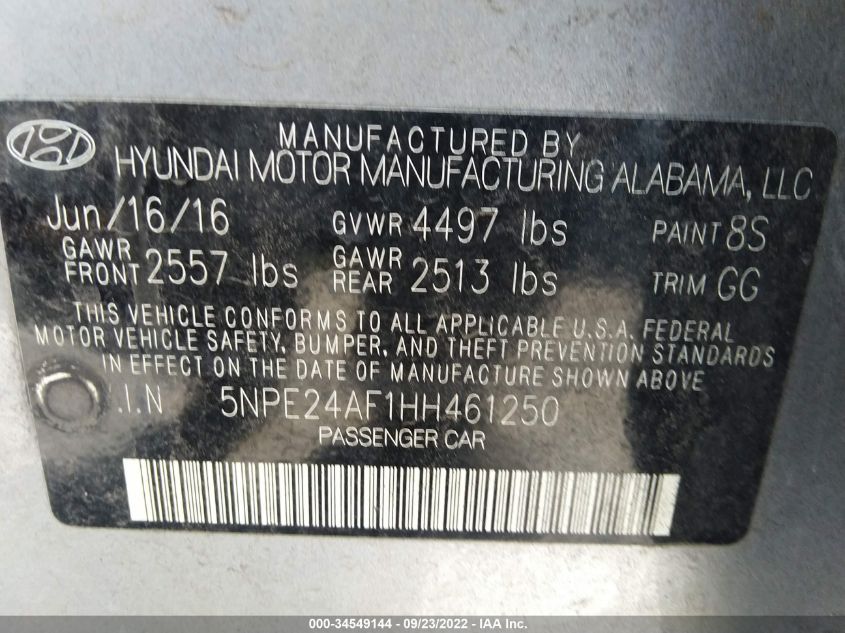 MANUFACTURED BY
HYUNDAI MOTOR MANUFACTURING ALABAMA, LLC
Jun/16/16 GVWR 4497 lbs PAINT 8S
GAWR FRONT 2557 lbs GAWR REAR 2513 lbs TRIM GG
THIS VEHICLE CONFORMS TO ALL APPLICABLE U.S.A. FEDERAL
MOTOR VEHICLE SAFETY, BUMPER, AND THEFT PREVENTION STANDARDS
IN EFFECT ON THE DATE OF MANUFACTURE SHOWN ABOVE.
.I.N 5NPE24AF1HH461250
PASSENGER CAR
000-34549144 - 09/23/2022 - IAA Inc.